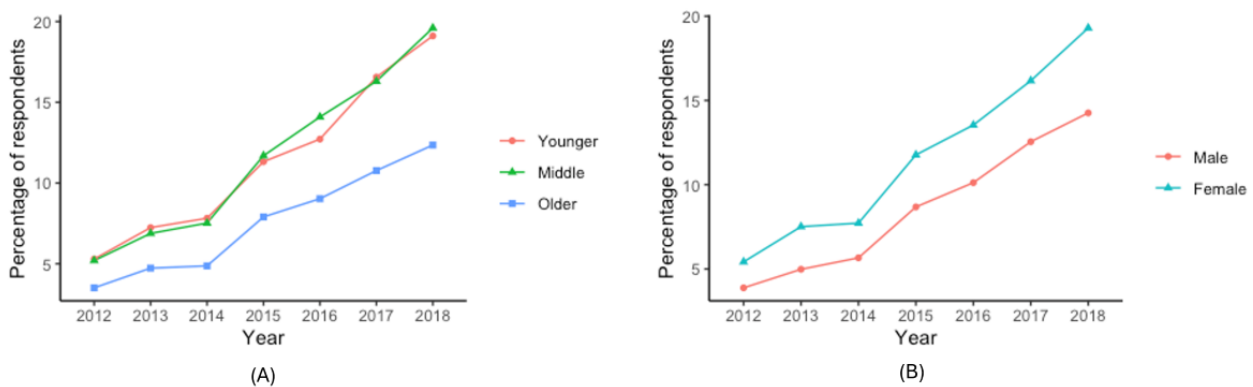 Percentage of respondents
20
15
10
5
2012 2013 2014 2015 2016 2017 2018
Year
Younger
Middle
Older
(A)
Percentage of respondents
20
15
10
5
2012 2013 2014 2015 2016 2017 2018
Year
Male
Female
(B)